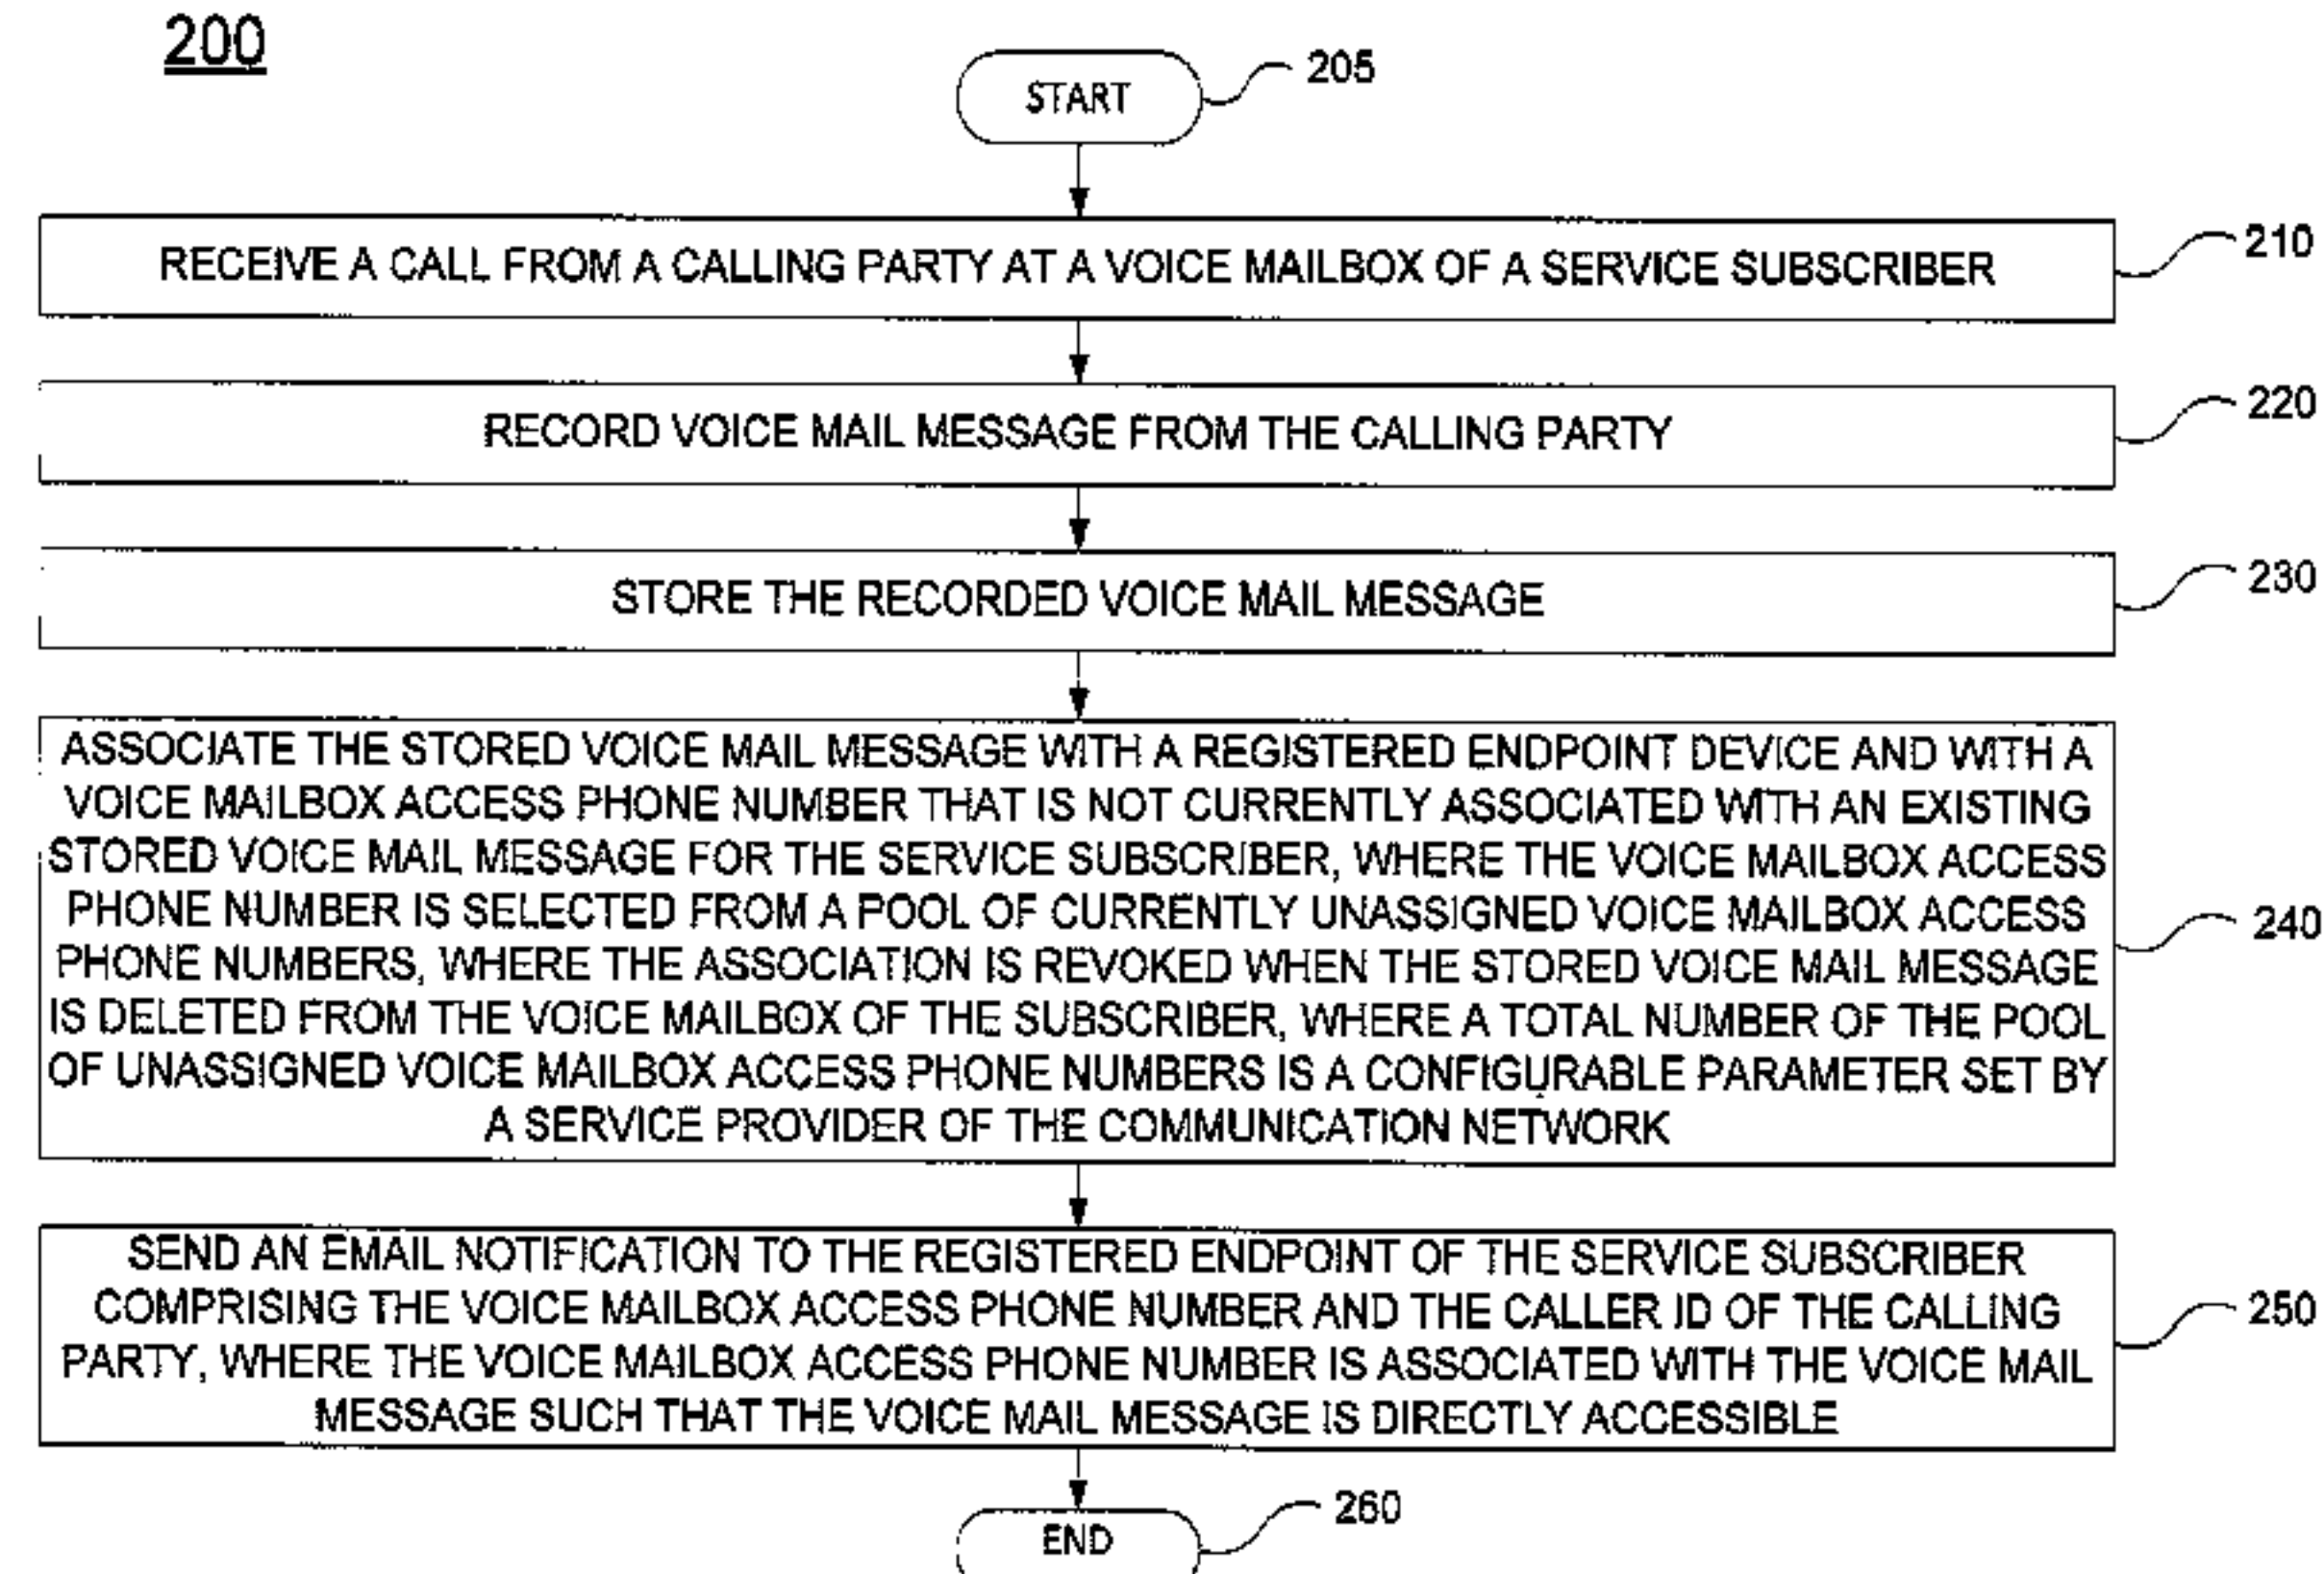 200
START
205
RECEIVE A CALL FROM A CALLING PARTY AT A VOICE MAILBOX OF A SERVICE SUBSCRIBER
210
RECORD VOICE MAIL MESSAGE FROM THE CALLING PARTY
220
STORE THE RECORDED VOICE MAIL MESSAGE
230
ASSOCIATE THE STORED VOICE MAIL MESSAGE WITH A REGISTERED ENDPOINT DEVICE AND WITH A
VOICE MAILBOX ACCESS PHONE NUMBER THAT IS NOT CURRENTLY ASSOCIATED WITH AN EXISTING
STORED VOICE MAIL MESSAGE FOR THE SERVICE SUBSCRIBER, WHERE THE VOICE MAILBOX ACCESS
PHONE NUMBER IS SELECTED FROM A POOL OF CURRENTLY UNASSIGNED VOICE MAILBOX ACCESS
PHONE NUMBERS, WHERE THE ASSOCIATION IS REVOKED WHEN THE STORED VOICE MAIL MESSAGE
IS DELETED FROM THE VOICE MAILBOX OF THE SUBSCRIBER, WHERE A TOTAL NUMBER OF THE POOL
OF UNASSIGNED VOICE MAILBOX ACCESS PHONE NUMBERS IS A CONFIGURABLE PARAMETER SET BY
A SERVICE PROVIDER OF THE COMMUNICATION NETWORK
240
SEND AN EMAIL NOTIFICATION TO THE REGISTERED ENDPOINT OF THE SERVICE SUBSCRIBER
COMPRISING THE VOICE MAILBOX ACCESS PHONE NUMBER AND THE CALLER ID OF THE CALLING
PARTY, WHERE THE VOICE MAILBOX ACCESS PHONE NUMBER IS ASSOCIATED WITH THE VOICE MAIL
MESSAGE SUCH THAT THE VOICE MAIL MESSAGE IS DIRECTLY ACCESSIBLE
250
END
260